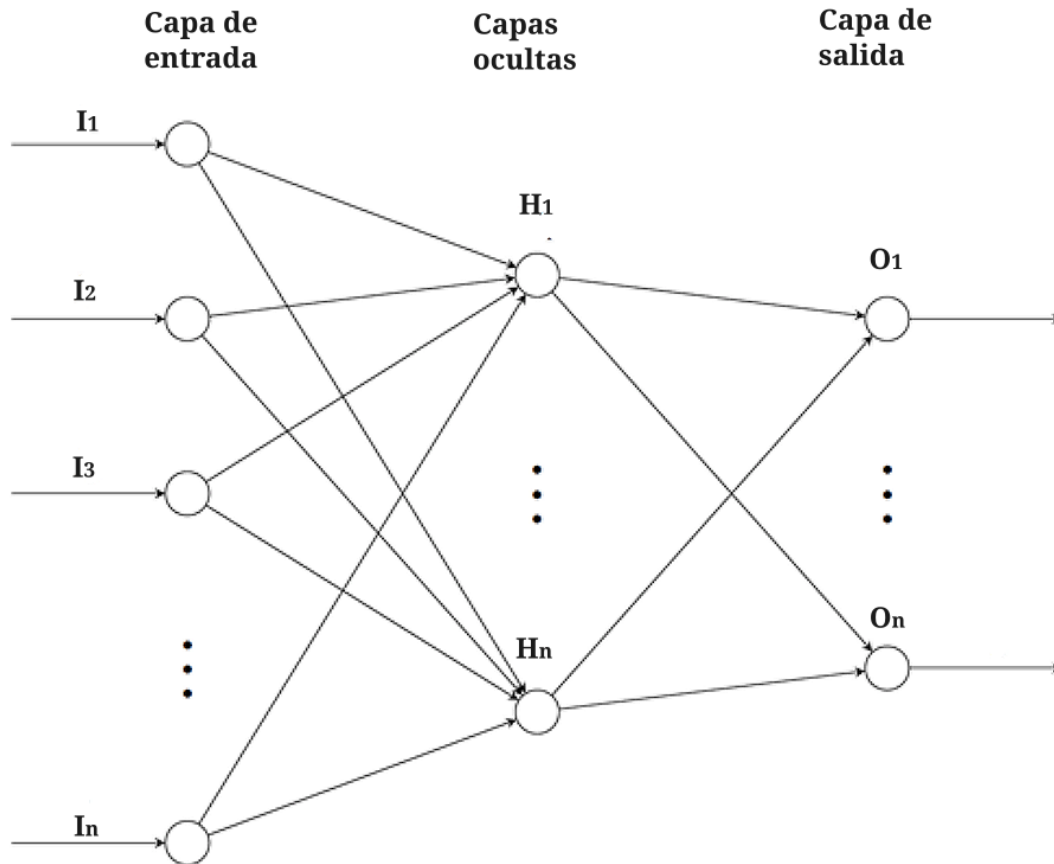 Capa de
entrada
Capas
ocultas
Capa de
salida
I1
I2
I3
In
H1
Hn
O1
On